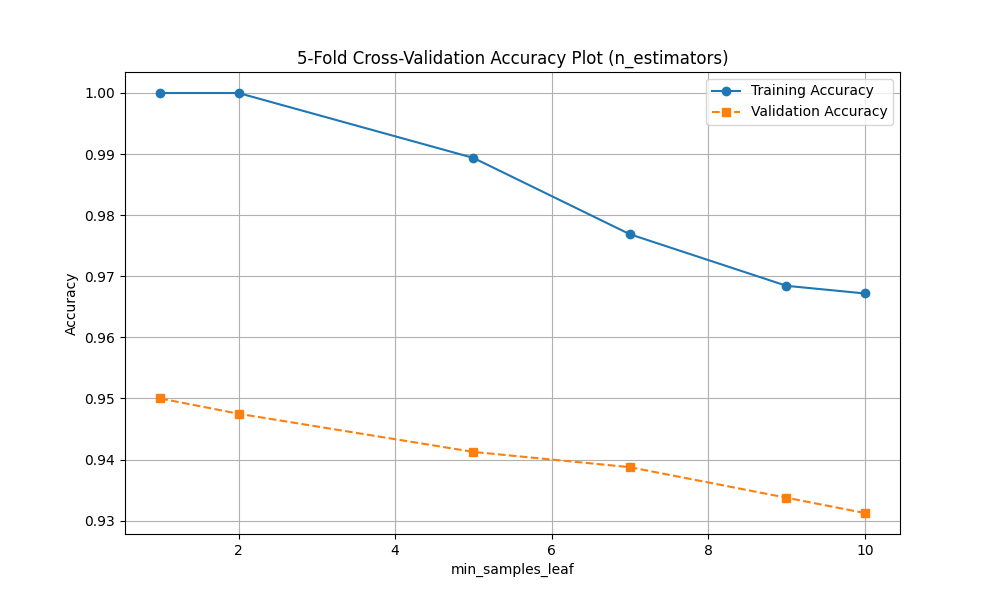 5-Fold Cross-Validation Accuracy Plot (n_estimators)
Training Accuracy
Validation Accuracy
1.00
0.99
0.98
0.97
0.96
0.95
0.94
0.93
Accuracy
2 4 6 8 10
min_samples_leaf